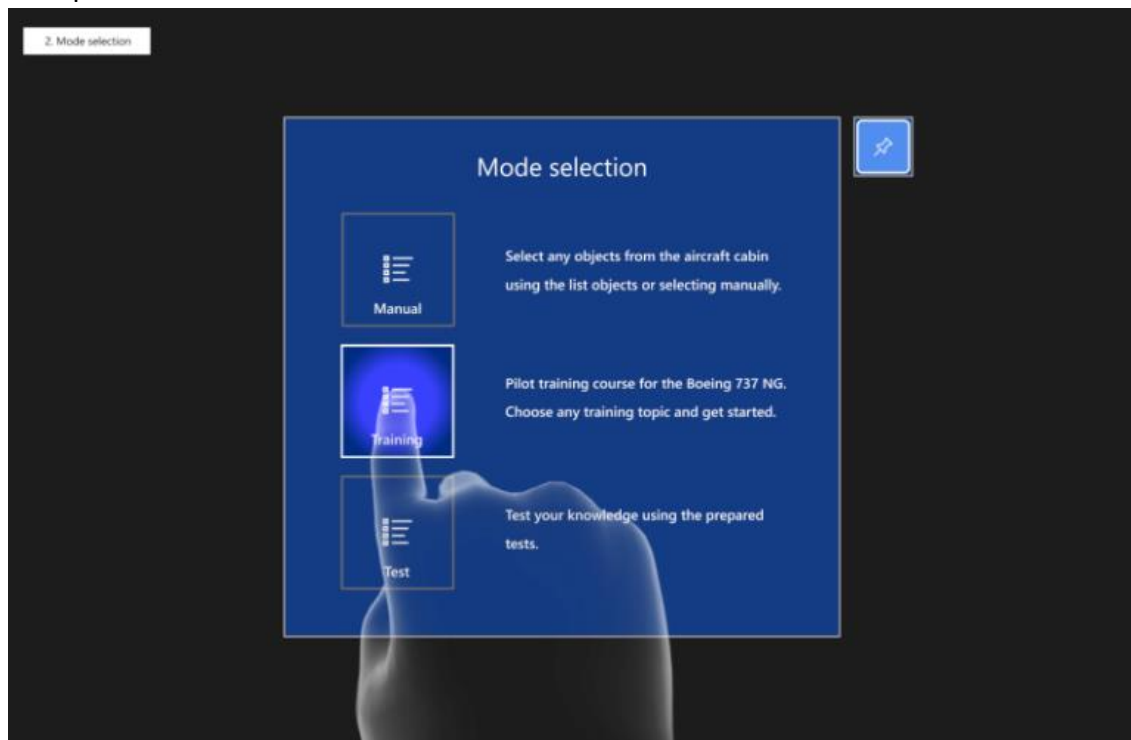 2. Mode selection
Mode selection
Manual
Select any objects from the aircraft cabin
using the list objects or selecting manually.
Training
Pilot training course for the Boeing 737 NG.
Choose any training topic and get started.
Test
Test your knowledge using the prepared
tests.